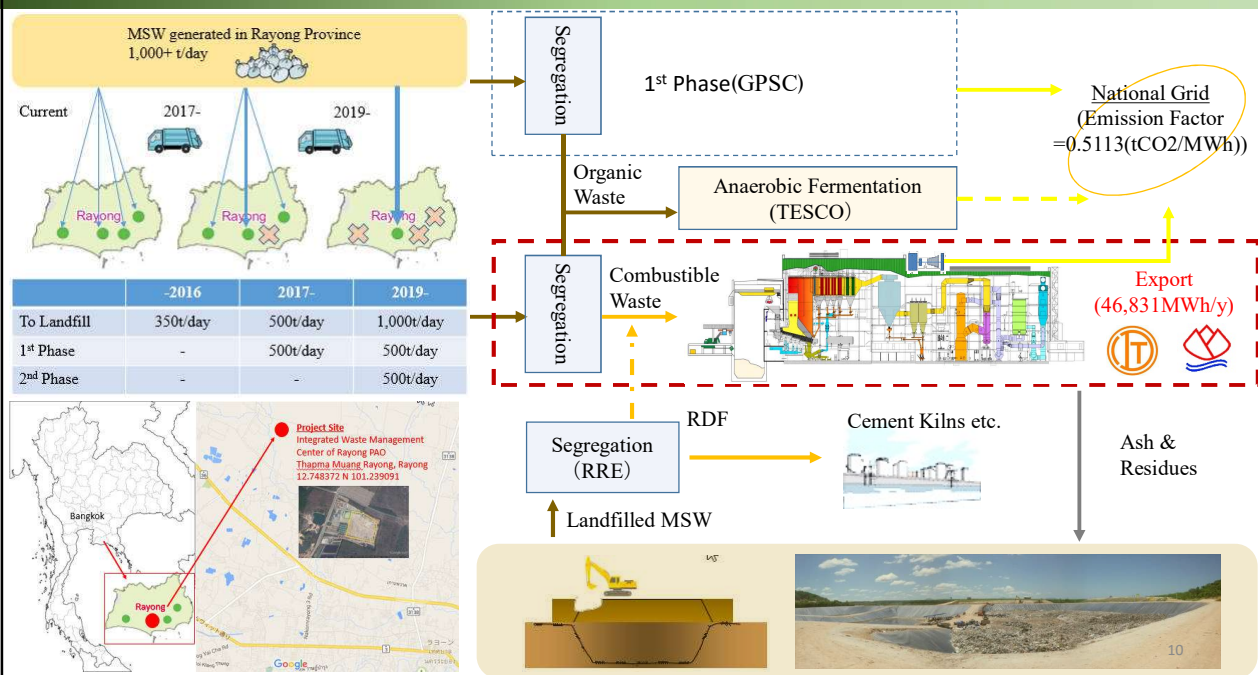 MSW generated in Rayong Province
1,000+ t/day
Current
2017-
2019-
Rayong
Rayong
Rayong
-2016
2017-
2019-
To Landfill
350t/day
500t/day
1,000t/day
1st Phase
-
500t/day
500t/day
2nd Phase
-
-
500t/day
Bangkok
Rayong
Project Site
Integrated Waste Management
Center of Rayong PAO
Thapma Muang Rayong, Rayong
12.748372 N 101.239091
Google
ラヨーン
Segregation
1st Phase(GPSC)
National Grid
(Emission Factor
=0.5113(tCO2/MWh))
Organic
Waste
Anaerobic Fermentation
(TESCO)
Segregation
Combustible
Waste
Export
(46,831MWh/y)
Segregation
(RRE)
RDF
Cement Kilns etc.
Ash &
Residues
Landfilled MSW
10